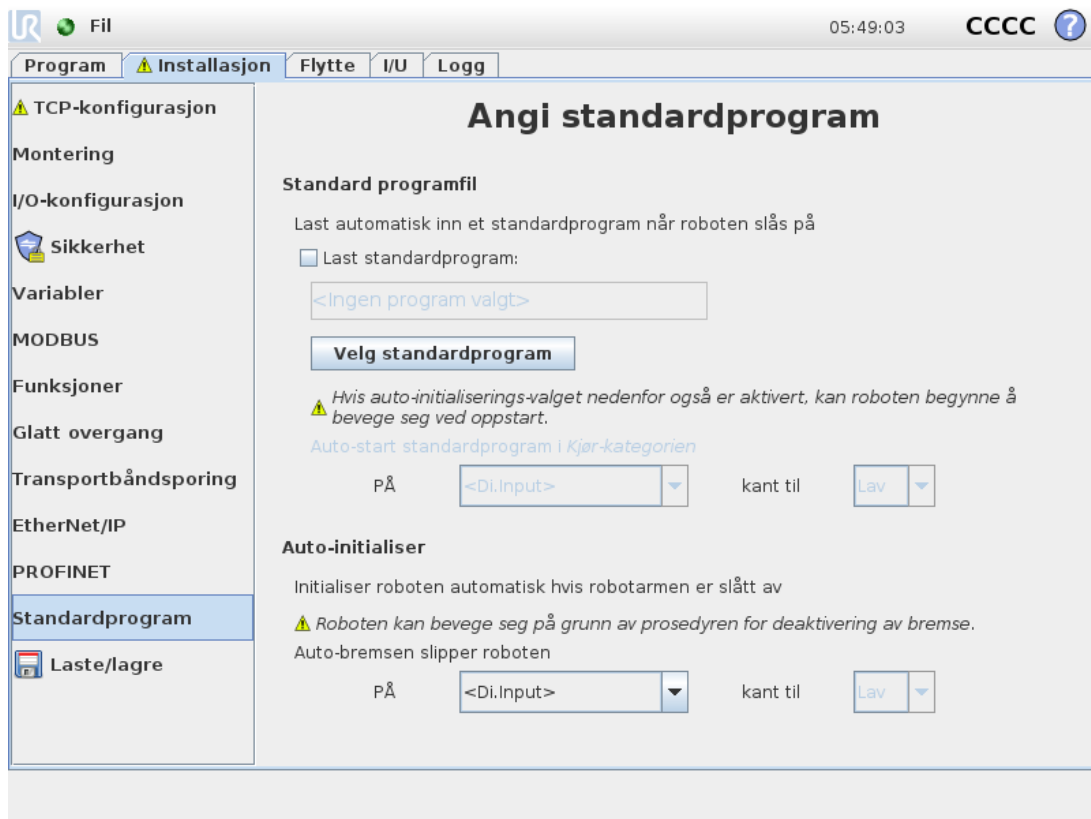 UR
Fil
05:49:03
CCCC
?
Program
Installasjon
Flytte
I/U
Logg
TCP-konfigurasjon
Montering
I/O-konfigurasjon
Sikkerhet
Variabler
MODBUS
Funksjoner
Glatt overgang
Transportbåndsporing
EtherNet/IP
PROFINET
Standardprogram
Laste/lagre
Angi standardprogram
Standard programfil
Last automatisk inn et standardprogram når roboten slås på
Last standardprogram:
<Ingen program valgt>
Velg standardprogram
Hvis auto-initialiserings-valget nedenfor også er aktivert, kan roboten begynne å
bevege seg ved oppstart.
Auto-start standardprogram i Kjør-kategorien
PÅ <Di.Input> kant til Lav
Auto-initialiser
Initialiser roboten automatisk hvis robotarmen er slått av
Roboten kan bevege seg på grunn av prosedyren for deaktivering av bremse.
Auto-bremsen slipper roboten
PÅ <Di.Input> kant til Lav